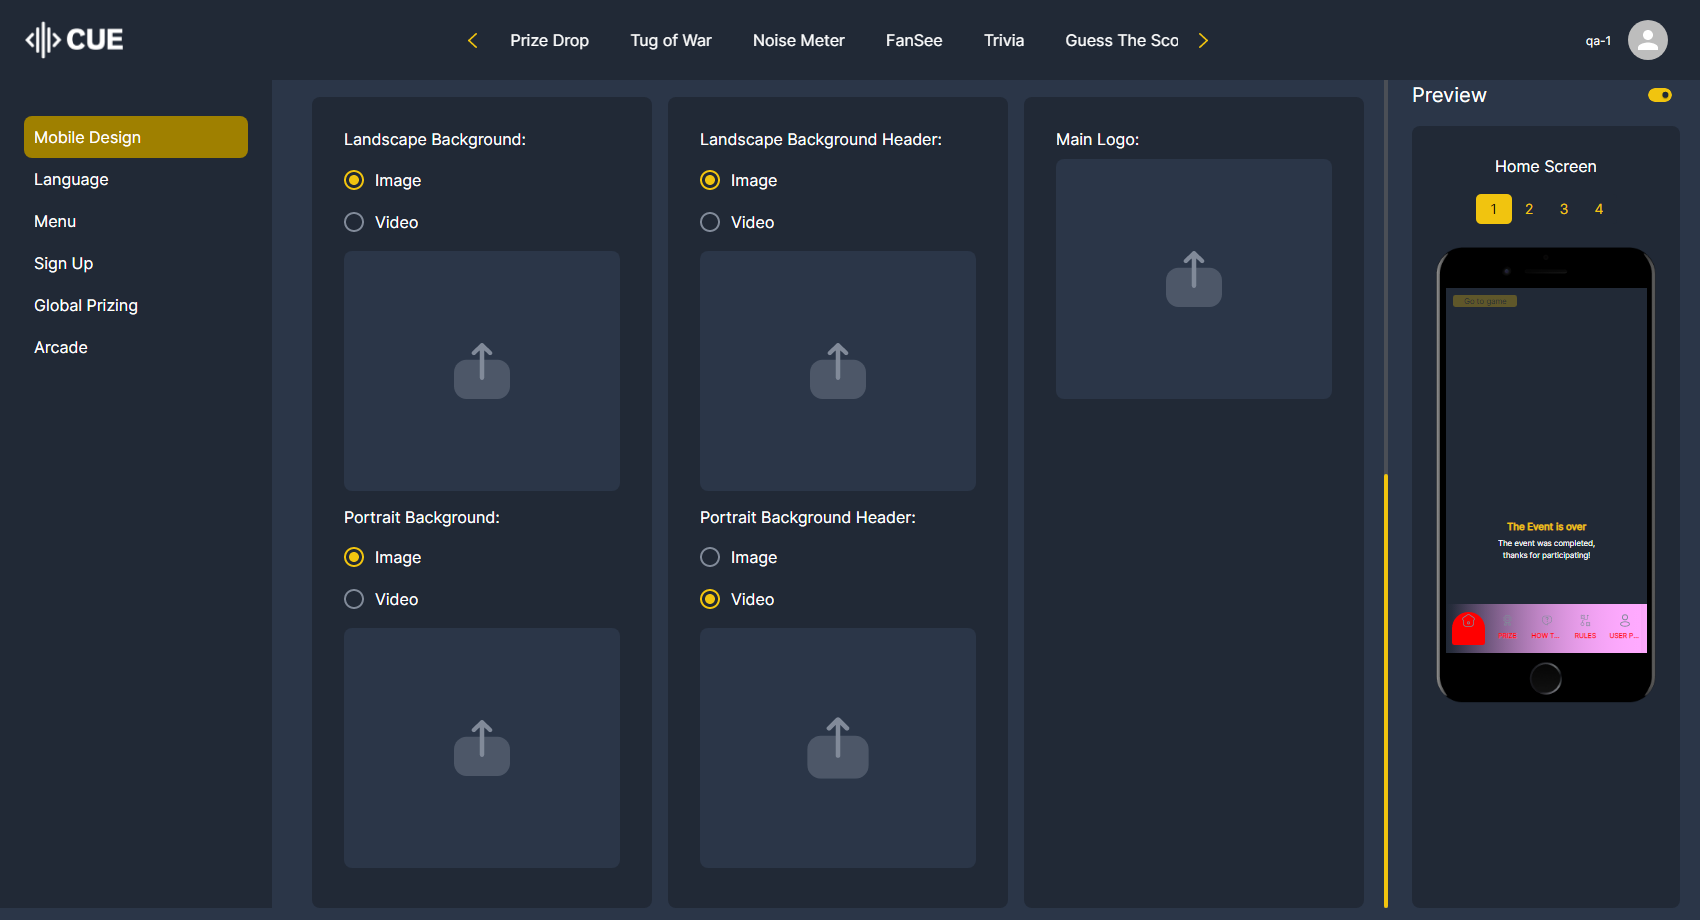 CUE
Prize Drop
Tug of War
Noise Meter
FanSee
Trivia
Guess The Sco
qa-1
Mobile Design
Language
Menu
Sign Up
Global Prizing
Arcade
Landscape Background:
Image
Video
Portrait Background:
Image
Video
Landscape Background Header:
Image
Video
Portrait Background Header:
Image
Video
Main Logo:
Preview
Home Screen
1 2 3 4
Go to game
The Event is over
The event was completed,
thanks for participating!
PRIZE
HOW T...
RULES
USER P...